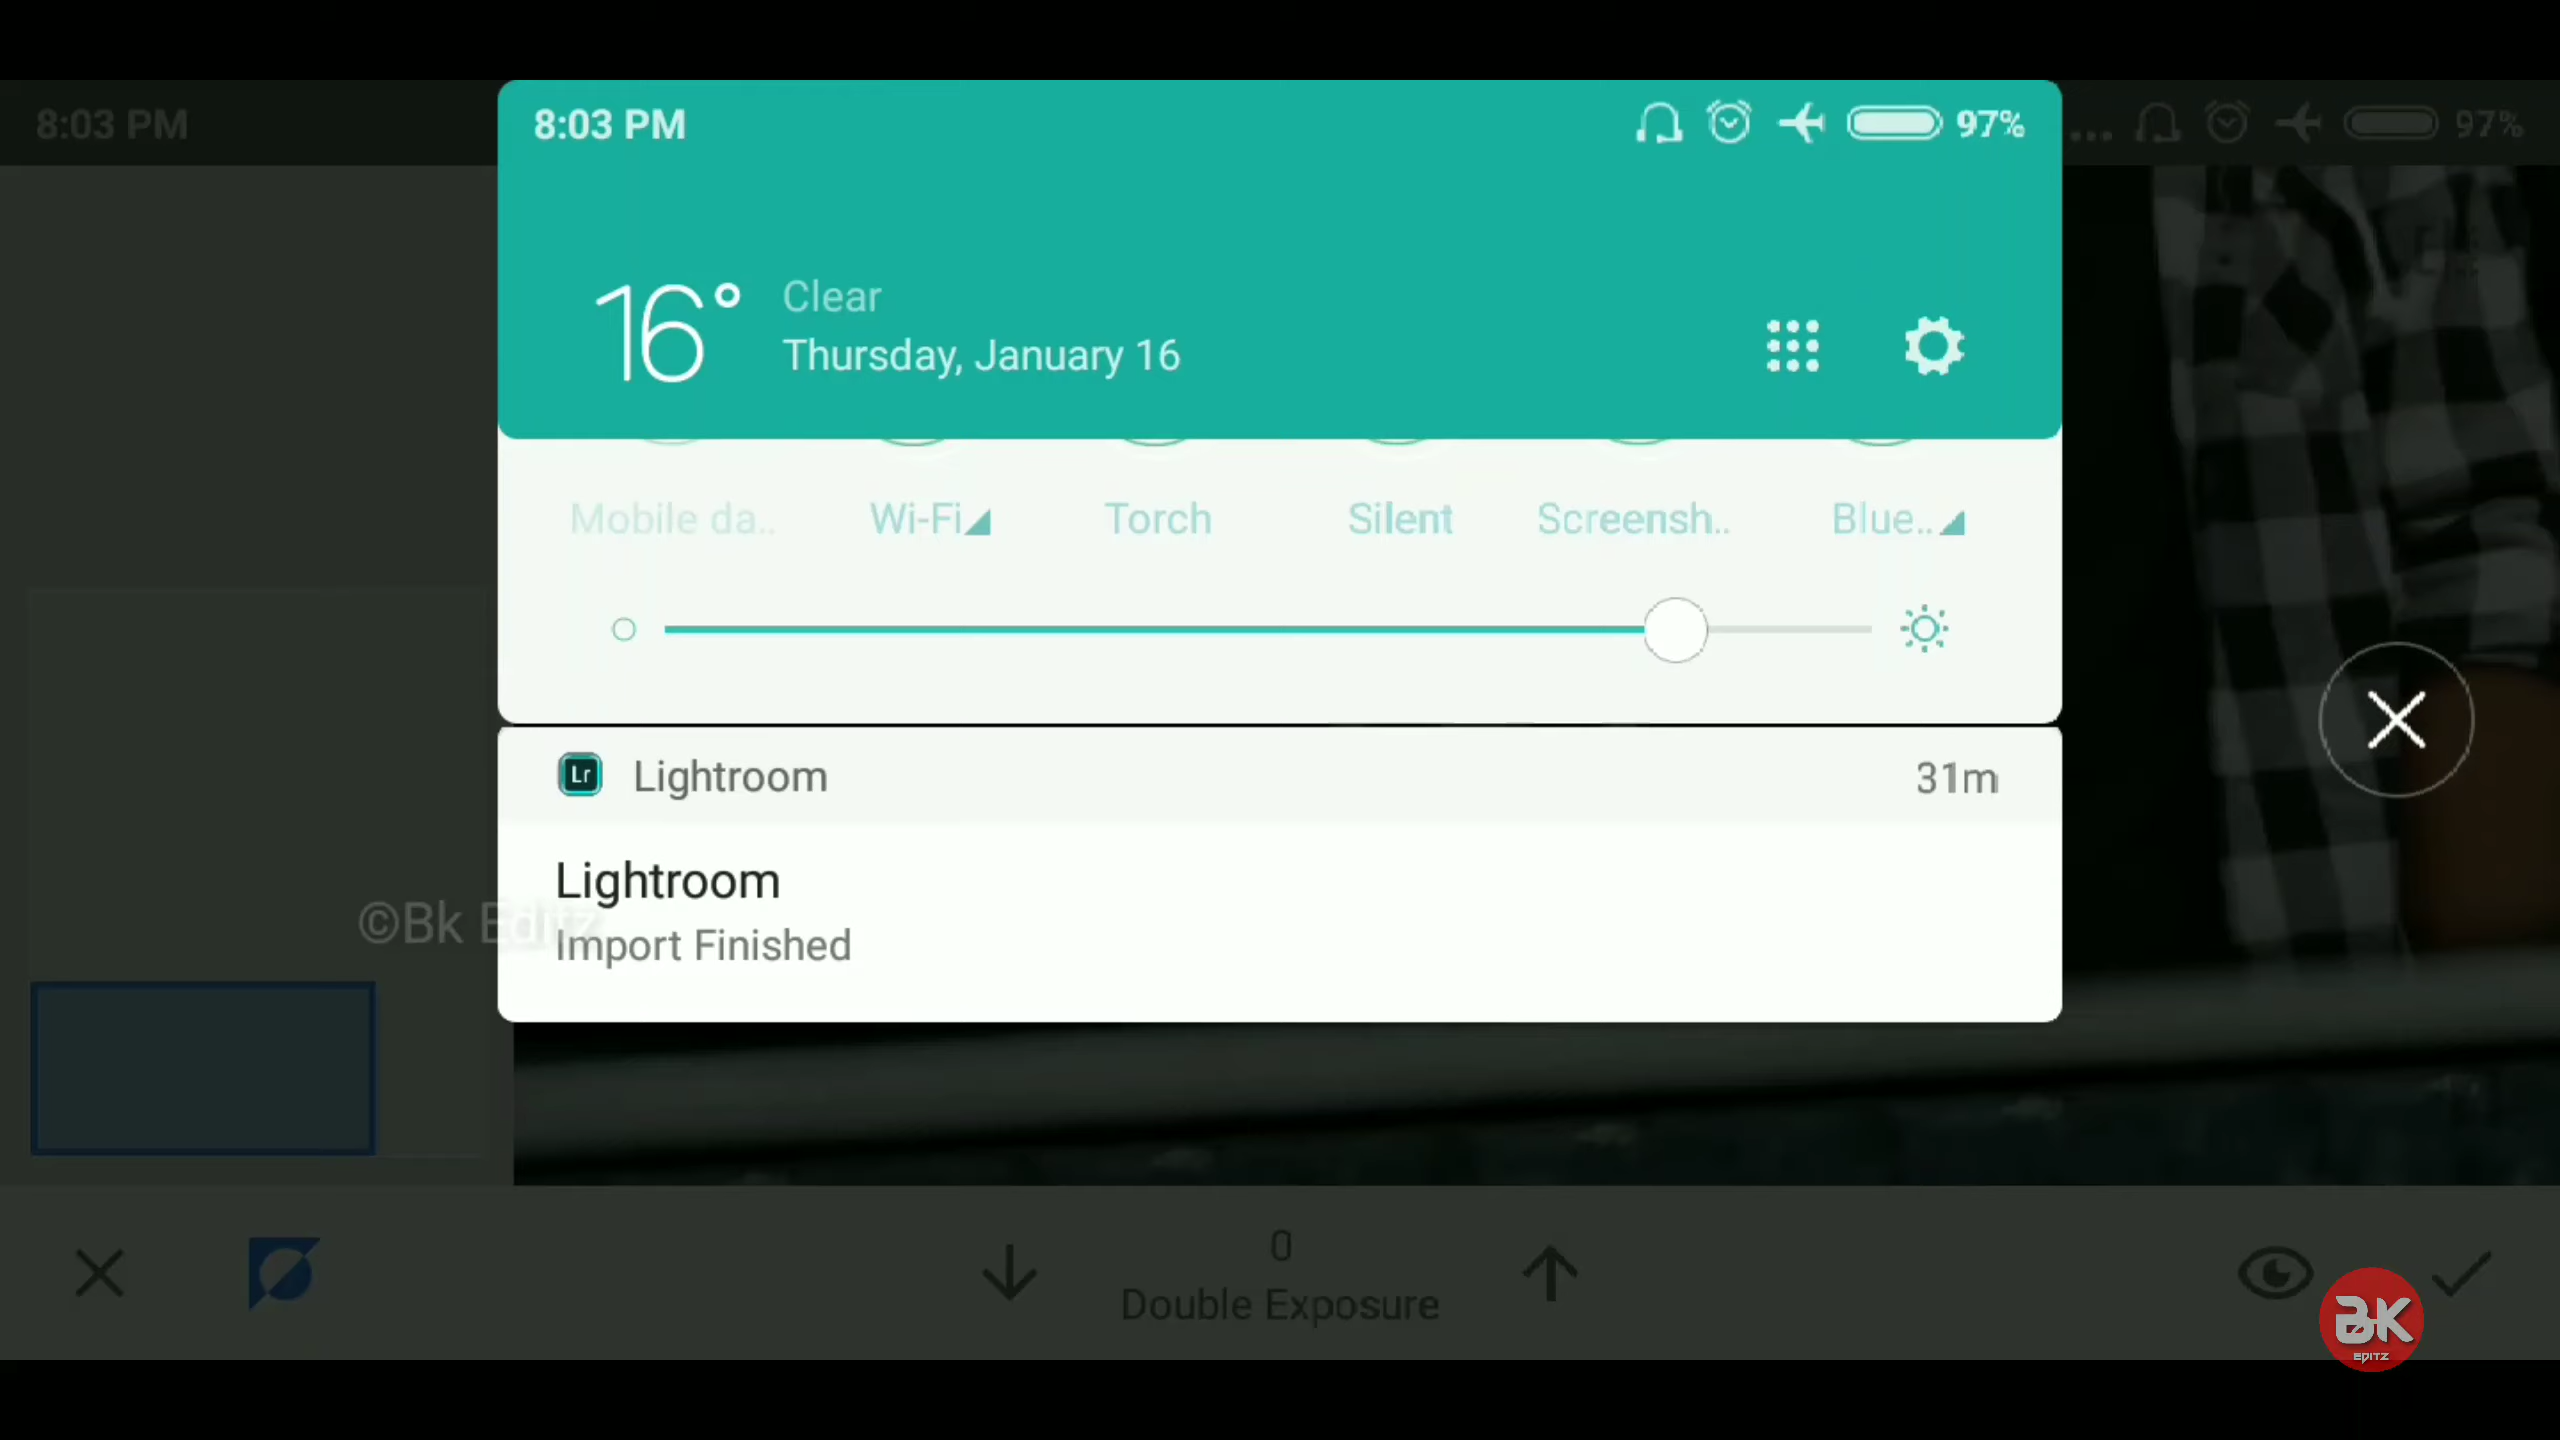 8:03 PM
8:03 PM
97%
... 97%
16° Clear
Thursday, January 16
Mobile da.. Wi-Fi Torch Silent Screensh.. Blue..
Lr Lightroom 31m
Lightroom
©Bk Editz
Import Finished
0
Double Exposure
BK
EDITZ